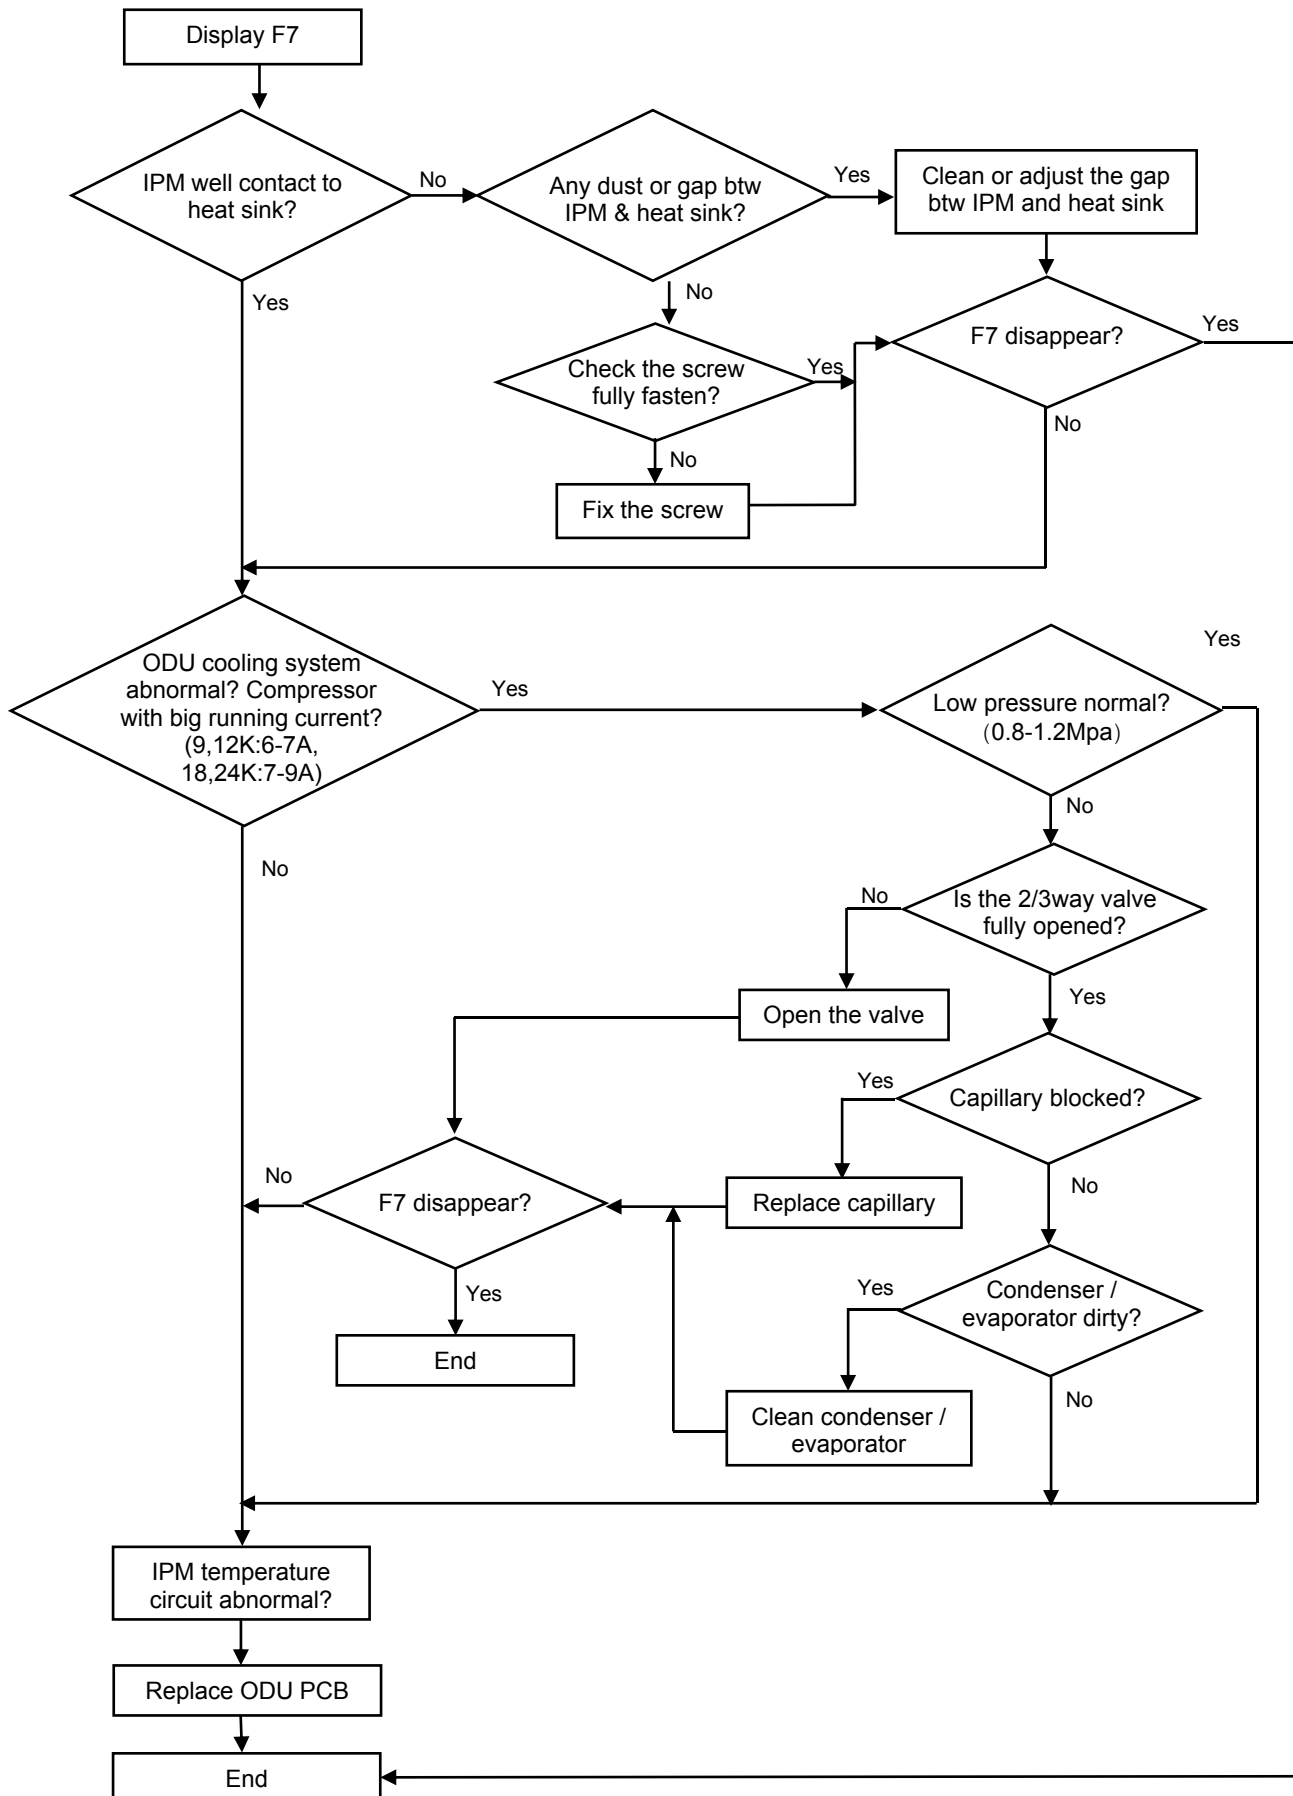 Display F7
IPM well contact to
heat sink?
No
Any dust or gap btw
IPM & heat sink?
Yes
Clean or adjust the gap
btw IPM and heat sink
Yes
No
F7 disappear?
Yes
Check the screw
fully fasten?
Yes
No
No
Fix the screw
ODU cooling system
abnormal? Compressor
with big running current?
(9,12K:6-7A,
18,24K:7-9A)
Yes
Low pressure normal?
（0.8-1.2Mpa）
Yes
No
No
Is the 2/3way valve
fully opened?
No
Yes
Open the valve
Yes
Capillary blocked?
No
F7 disappear?
Replace capillary
No
Yes
Yes
Condenser /
evaporator dirty?
End
No
Clean condenser /
evaporator
IPM temperature
circuit abnormal?
Replace ODU PCB
End